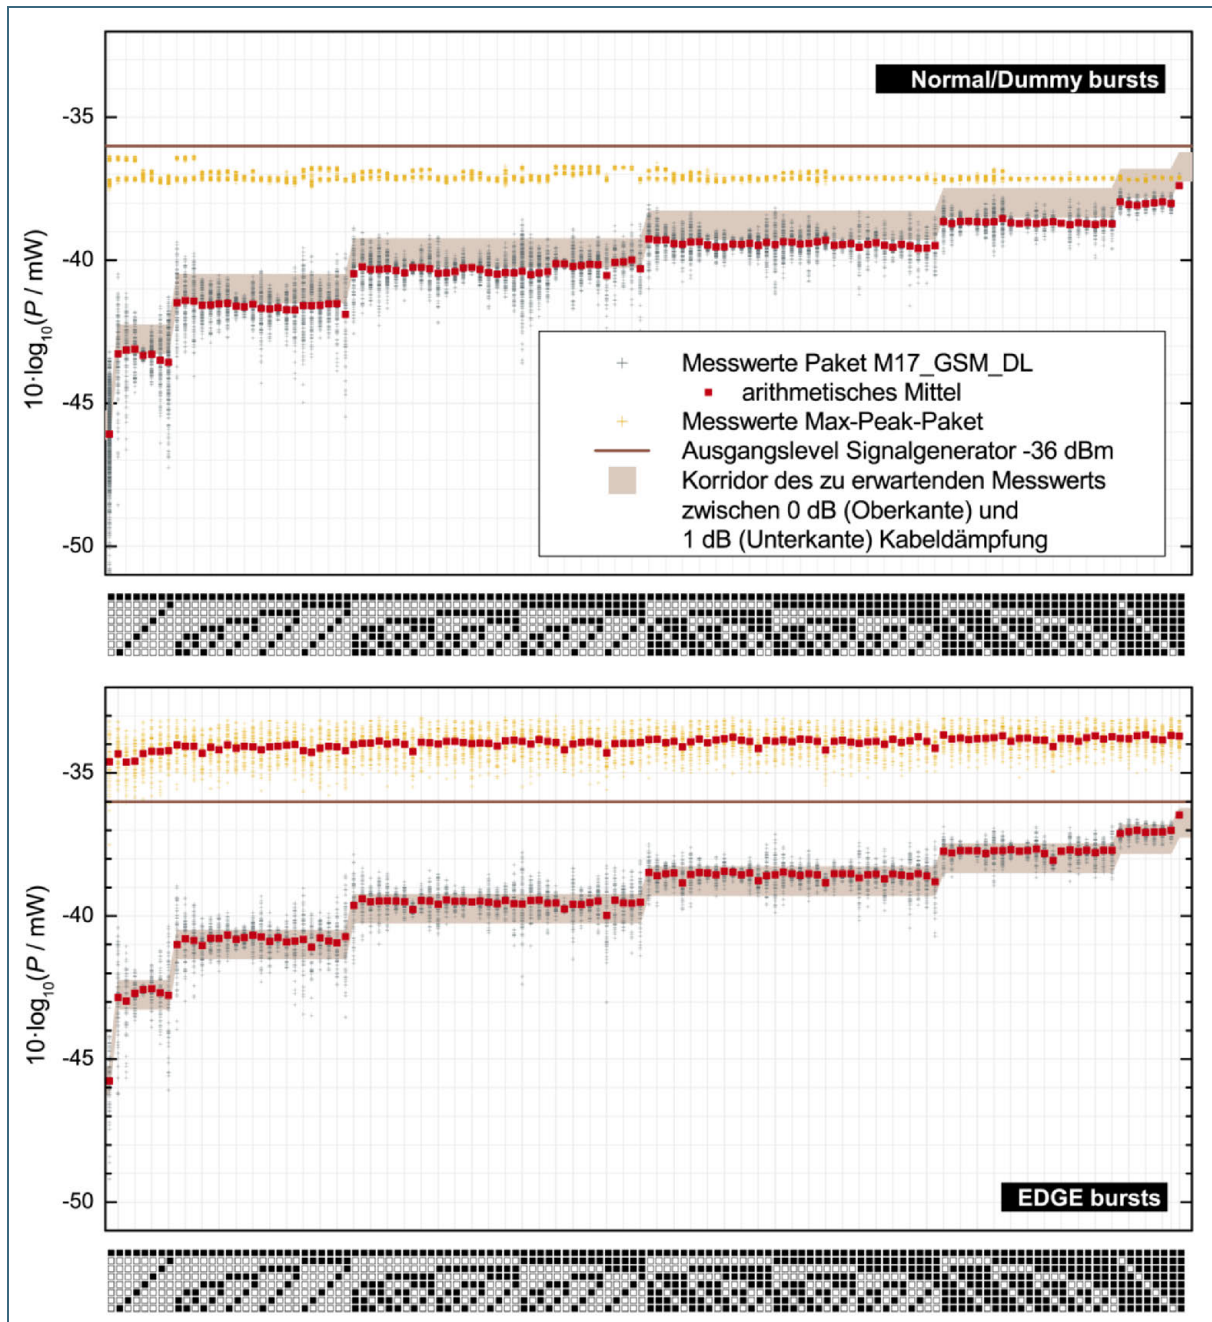 Normal/Dummy bursts
-35
-40
-45
-50
10·log₁₀(P / mW)
Messwerte Paket M17_GSM_DL
arithmetisches Mittel
Messwerte Max-Peak-Paket
Ausgangslevel Signalgenerator -36 dBm
Korridor des zu erwartenden Messwerts
zwischen 0 dB (Oberkante) und
1 dB (Unterkante) Kabeldämpfung
-35
-40
-45
-50
10·log₁₀(P / mW)
EDGE bursts